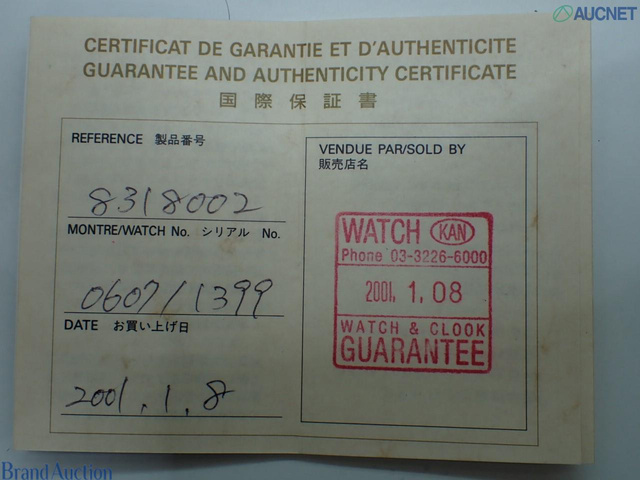 AUCNET
CERTIFICAT DE GARANTIE ET D'AUTHENTICITE
GUARANTEE AND AUTHENTICITY CERTIFICATE
国際保証書
REFERENCE 製品番号
8318002
MONTRE/WATCH No. シリアル No.
0607/1399
DATE お買い上げ日
2001.1.8
VENDUE PAR/SOLD BY
販売店名
WATCH KAN
Phone 03-3226-6000
2001. 1. 08
WATCH & CLOOK
GUARANTEE
Brand Auction